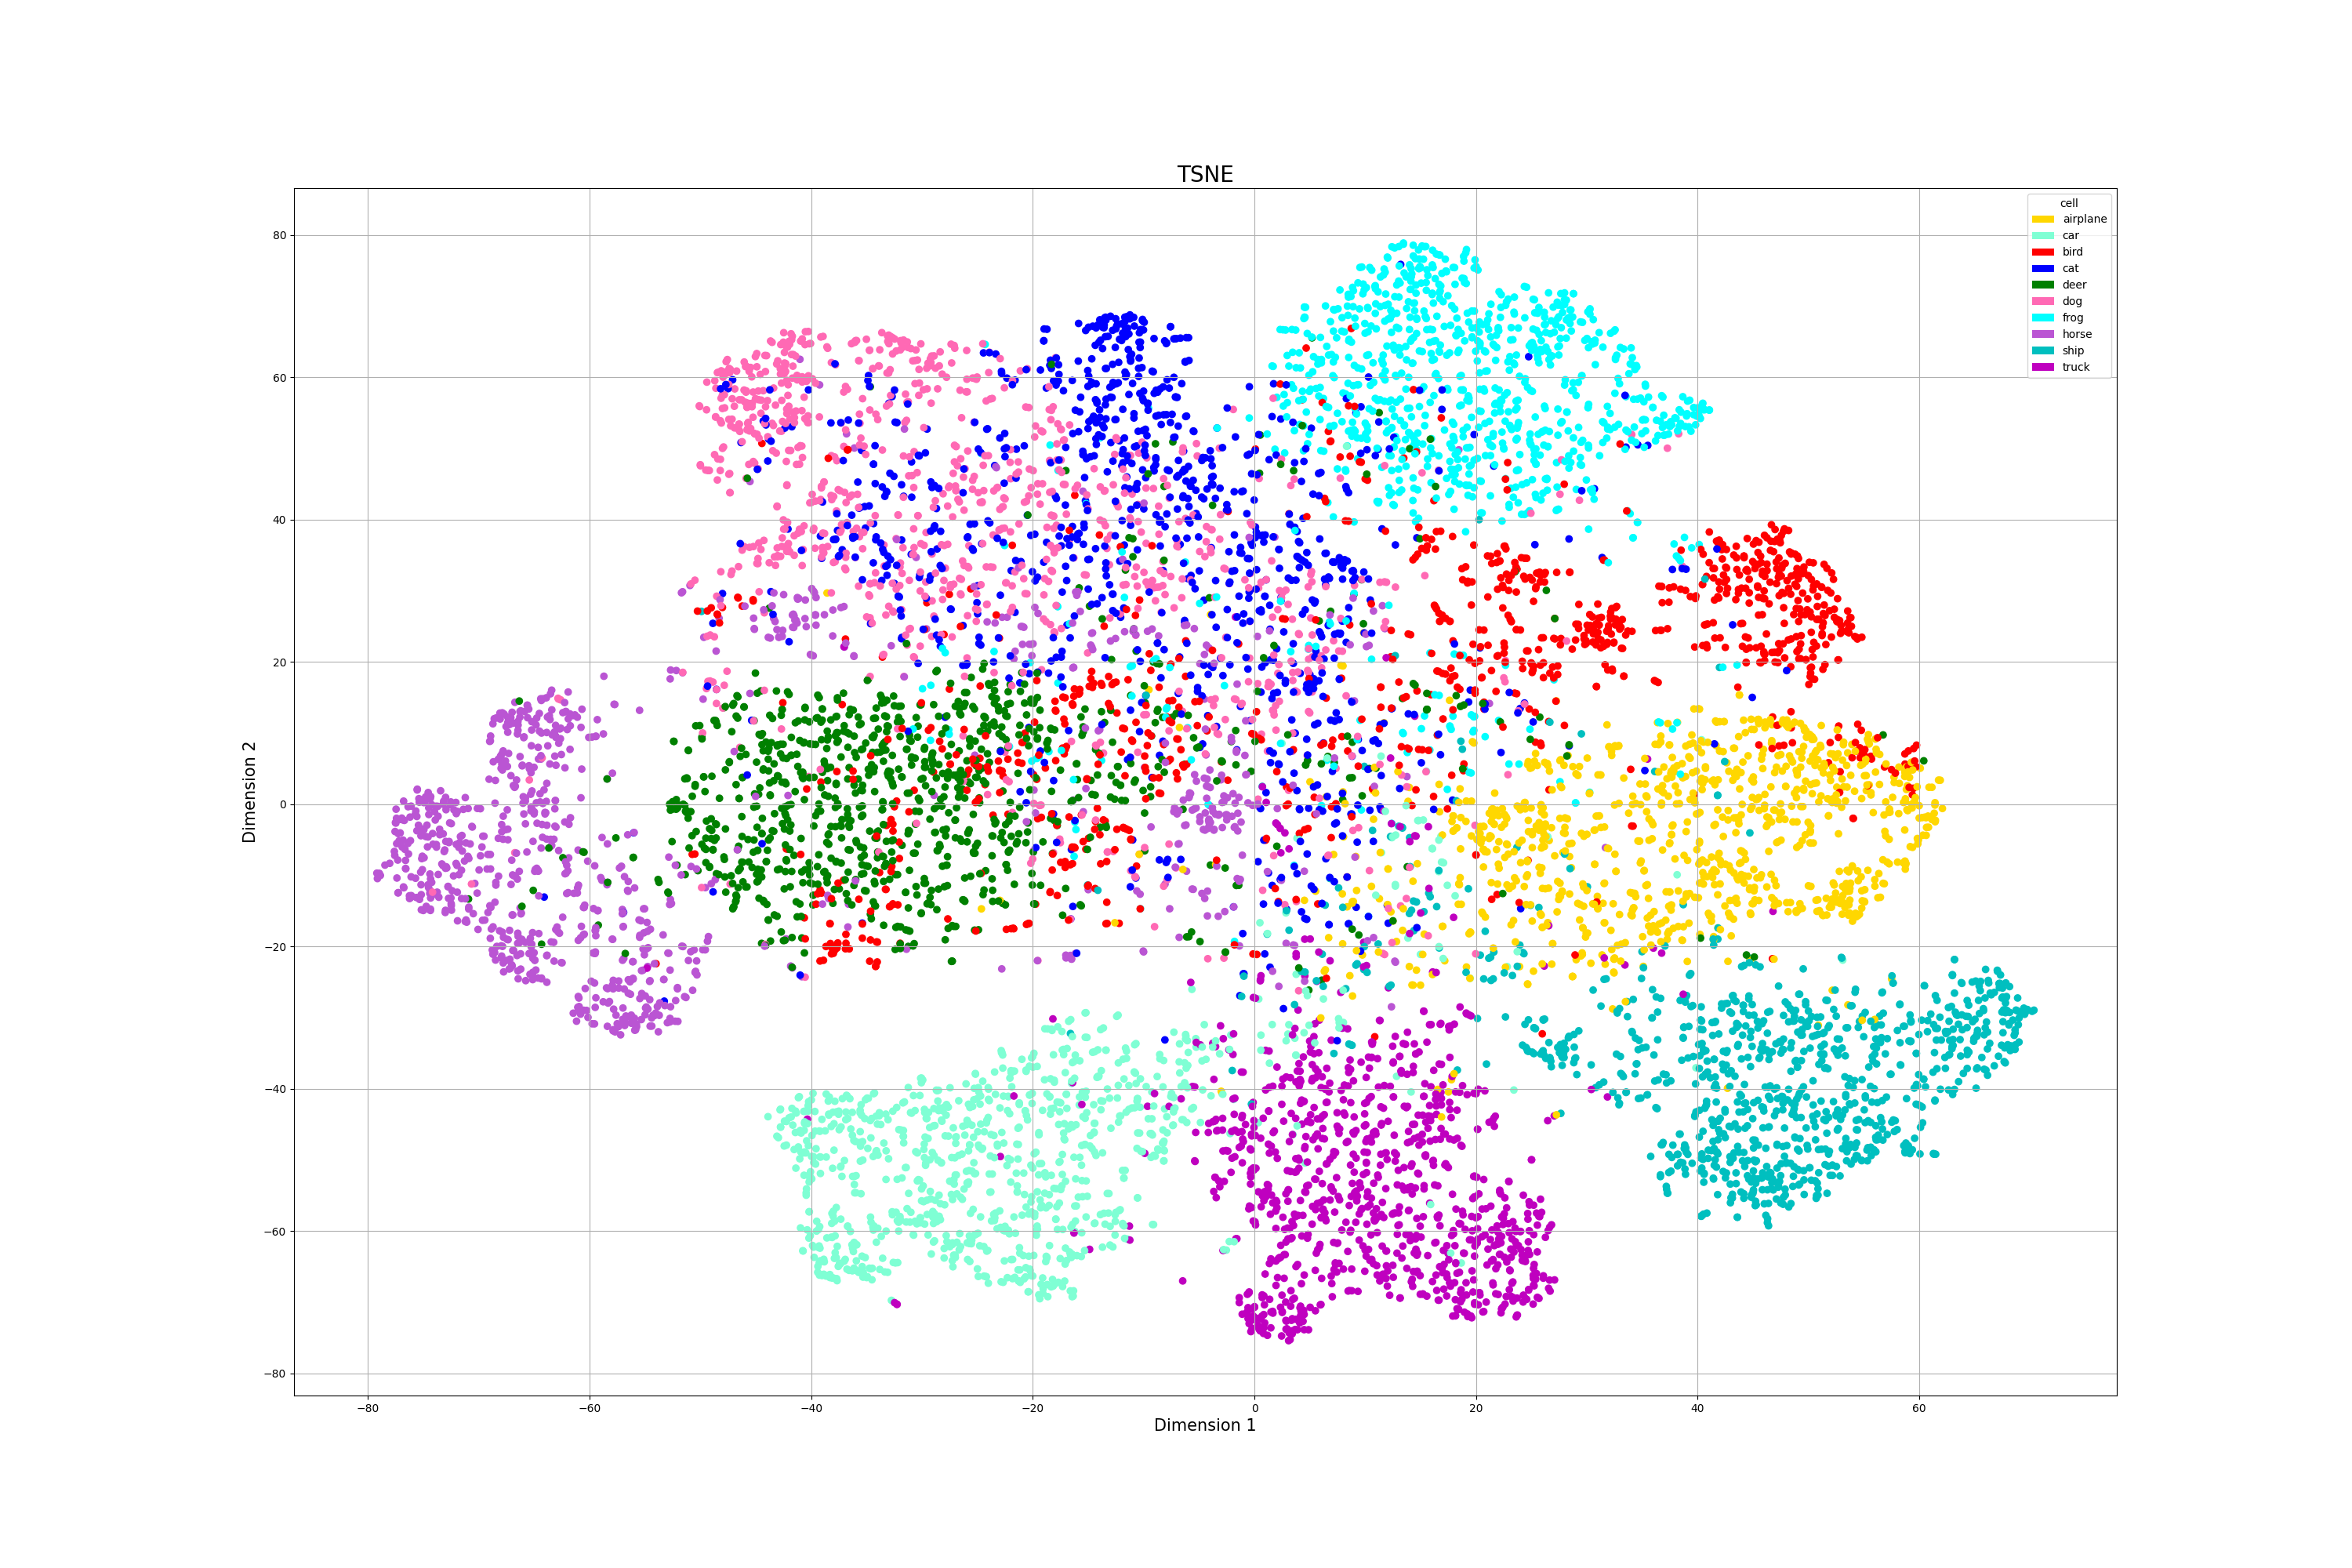 TSNE
cell
airplane
car
bird
cat
deer
dog
frog
horse
ship
truck
80
60
40
20
0
−20
−40
−60
−80
Dimension 2
−80 −60 −40 −20 0 20 40 60
Dimension 1